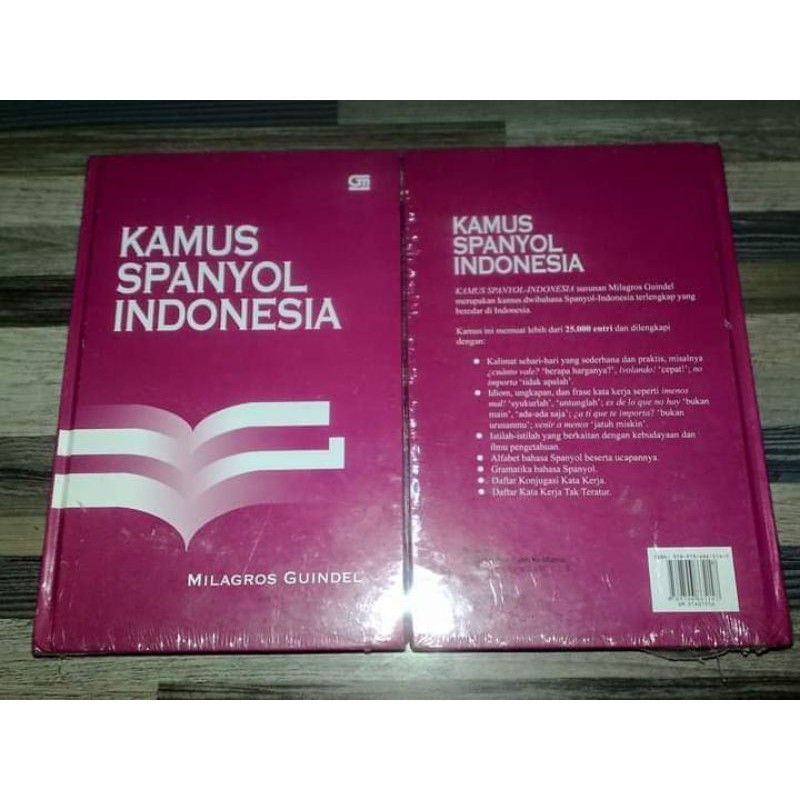 KAMUS
SPANYOL
INDONESIA
MILAGROS GUINDEL
KAMUS
SPANYOL
INDONESIA
KAMUS SPANYOL-INDONESIA susunan Milagros Guindel
merupakan kamus dwibahasa Spanyol-Indonesia terlengkap yang
beredar di Indonesia.
Kamus ini memuat lebih dari 25.000 entri dan dilengkapi
dengan:
Kalimat sehari-hari yang sederhana dan praktis, misalnya
¿cuánto vale? 'berapa harganya?', ¡volando! 'cepat!'; no
importa 'tidak apalah'.
Idiom, ungkapan, dan frase kata kerja seperti ¡menos
mal! 'syukurlah', 'untunglah'; es de lo que no hay 'bukan
main', 'ada-ada saja'; ¿a ti que te importa? 'bukan
urusanmu'; venir a menos 'jatuh miskin'.
Istilah-istilah yang berkaitan dengan kebudayaan dan
ilmu pengetahuan.
Alfabet bahasa Spanyol beserta ucapannya.
Gramatika bahasa Spanyol.
Daftar Konjugasi Kata Kerja.
Daftar Kata Kerja Tak Teratur.
ISBN: